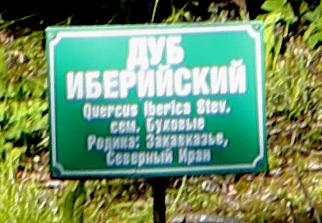 ДУБ
ИБЕРИЙСКИЙ
Quercus iberica Stev.
сем. Буковые
Родина: Закавказье,
Северный Иран